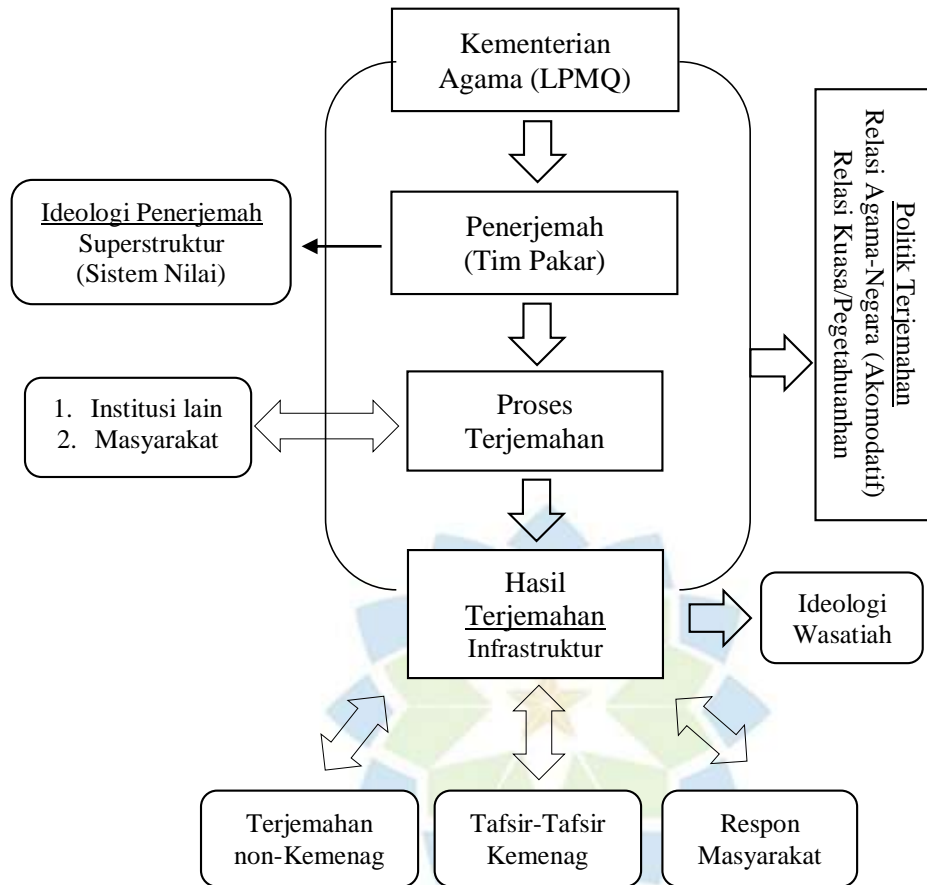 Kementerian
Agama (LPMQ)
Ideologi Penerjemah
Superstruktur
(Sistem Nilai)
Penerjemah
(Tim Pakar)
Politik Terjemahan
Relasi Agama-Negara (Akomodatif)
Relasi Kuasa/Pegetahuanhan
1. Institusi lain
2. Masyarakat
Proses
Terjemahan
Hasil
Terjemahan
Infrastruktur
Ideologi
Wasatiah
Terjemahan
non-Kemenag
Tafsir-Tafsir
Kemenag
Respon
Masyarakat